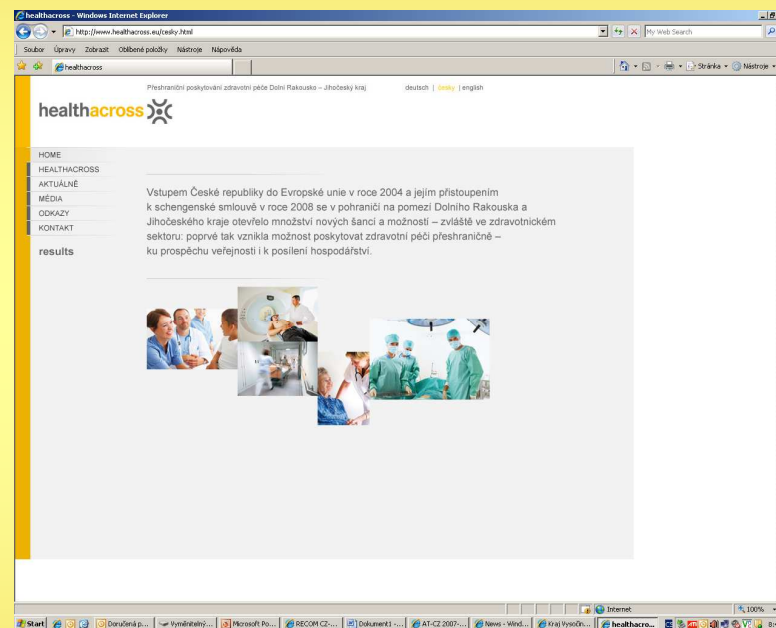 healthacross - Windows Internet Explorer
http://www.healthacross.eu/cesky.html
My Web Search
Soubor Úpravy Zobrazit Oblíbené položky Nástroje Nápověda
healthacross
Stránka
Nástroje
Přeshraniční poskytování zdravotní péče Dolní Rakousko – Jihočeský kraj
deutsch | česky | english
healthacross
HOME
HEALTHACROSS
AKTUÁLNĚ
MÉDIA
ODKAZY
KONTAKT
results
Vstupem České republiky do Evropské unie v roce 2004 a jejím přistoupením
k schengenské smlouvě v roce 2008 se v pohraničí na pomezí Dolního Rakouska a
Jihočeského kraje otevřelo množství nových šancí a možností – zvláště ve zdravotnickém
sektoru: poprvé tak vznikla možnost poskytovat zdravotní péči přeshraničně –
ku prospěchu veřejnosti i k posílení hospodářství.
Internet
100%
Start
Doručená p...
Vyměnitelný...
Microsoft Po...
RECOM CZ-...
Dokument1 -...
AT-CZ 2007-...
News - Wind...
Kraj Vysočin...
healthacro...